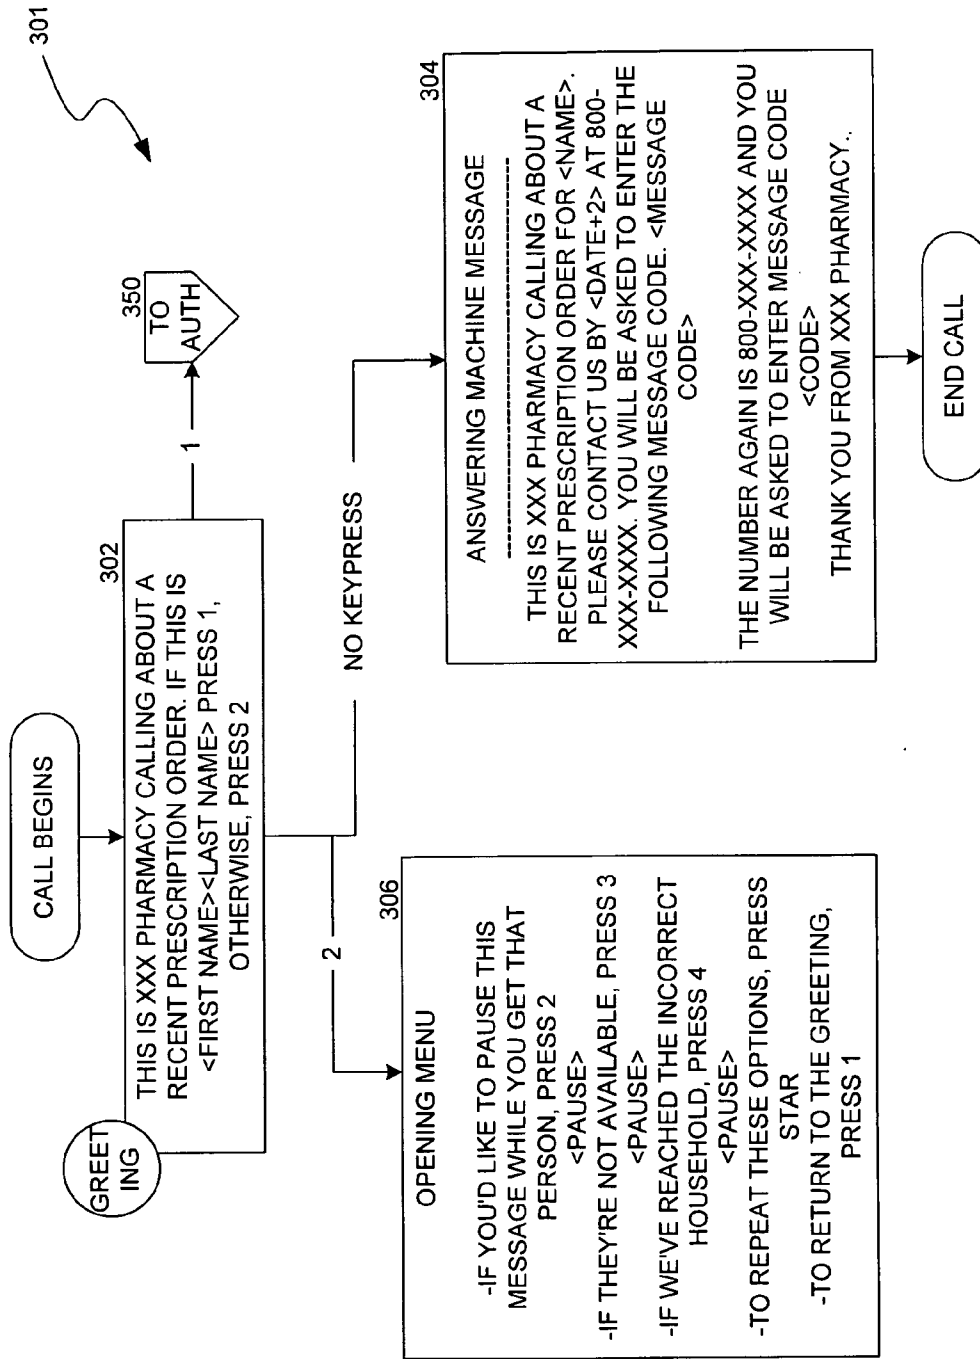 301
CALL BEGINS
GREET
ING
302
THIS IS XXX PHARMACY CALLING ABOUT A
RECENT PRESCRIPTION ORDER. IF THIS IS
<FIRST NAME><LAST NAME> PRESS 1,
OTHERWISE, PRESS 2
1
350
TO
AUTH
2
NO KEYPRESS
306
OPENING MENU
-IF YOU'D LIKE TO PAUSE THIS
MESSAGE WHILE YOU GET THAT
PERSON, PRESS 2
<PAUSE>
-IF THEY'RE NOT AVAILABLE, PRESS 3
<PAUSE>
-IF WE'VE REACHED THE INCORRECT
HOUSEHOLD, PRESS 4
<PAUSE>
-TO REPEAT THESE OPTIONS, PRESS
STAR
-TO RETURN TO THE GREETING,
PRESS 1
304
ANSWERING MACHINE MESSAGE
THIS IS XXX PHARMACY CALLING ABOUT A
RECENT PRESCRIPTION ORDER FOR <NAME>.
PLEASE CONTACT US BY <DATE+2> AT 800-
XXX-XXXX. YOU WILL BE ASKED TO ENTER THE
FOLLOWING MESSAGE CODE. <MESSAGE
CODE>
THE NUMBER AGAIN IS 800-XXX-XXXX AND YOU
WILL BE ASKED TO ENTER MESSAGE CODE
<CODE>
THANK YOU FROM XXX PHARMACY..
END CALL